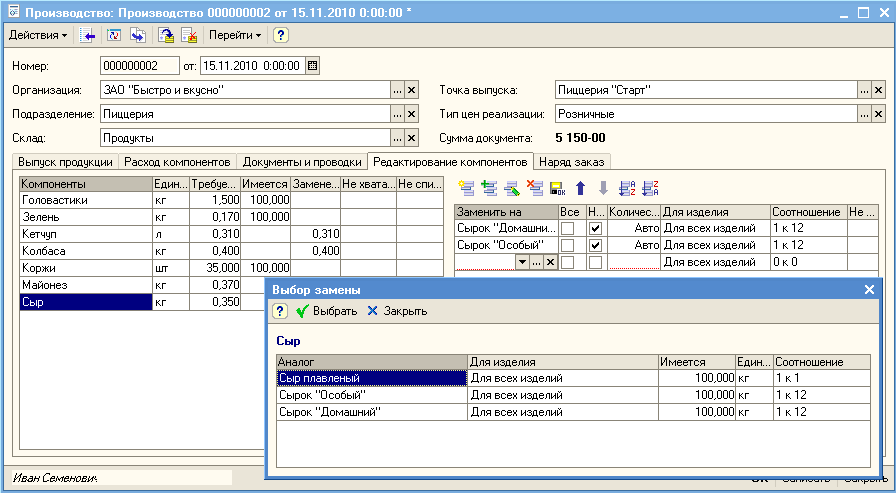 Производство: Производство 000000002 от 15.11.2010 0:00:00 *
Действия Перейти ?
Номер: 000000002 от: 15.11.2010 0:00:00
Организация: ЗАО "Быстро и вкусно" ... x Точка выпуска: Пиццерия "Старт" ... x
Подразделение: Пиццерия ... x Тип цен реализации: Розничные ... x
Склад: Продукты ... x Сумма документа: 5 150-00
Выпуск продукции Расход компонентов Документы и проводки Редактирование компонентов Наряд заказ
Компоненты Един... Требуе... Имеется Замене... Не хвата... Не спи...
Головастики кг 1,500 100,000
Зелень кг 0,170 100,000
Кетчуп л 0,310 0,310
Колбаса кг 0,400 0,400
Коржи шт 35,000 100,000
Майонез кг 0,370
Сыр кг 0,350
Заменить на Все Н... Количес... Для изделия Соотношение Не ...
Сырок "Домашни... Авто Для всех изделий 1 к 12
Сырок "Особый" Авто Для всех изделий 1 к 12
... x Для всех изделий 0 к 0
Выбор замены
? Выбрать Закрыть
Сыр
Аналог Для изделия Имеется Един... Соотношение
Сыр плавленый Для всех изделий 100,000 кг 1 к 1
Сырок "Особый" Для всех изделий 100,000 кг 1 к 12
Сырок "Домашний" Для всех изделий 100,000 кг 1 к 12
Иван Семенович